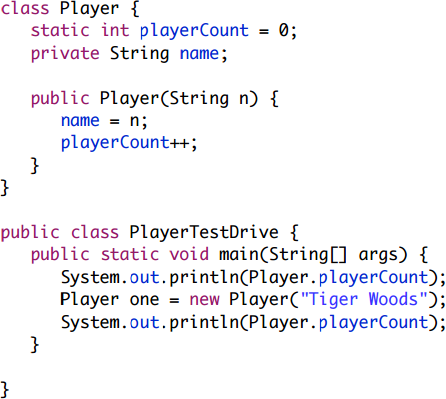 class Player {
static int playerCount = 0;
private String name;
public Player(String n) {
name = n;
playerCount++;
}
}
public class PlayerTestDrive {
public static void main(String[] args) {
System.out.println(Player.playerCount);
Player one = new Player("Tiger Woods");
System.out.println(Player.playerCount);
}
}